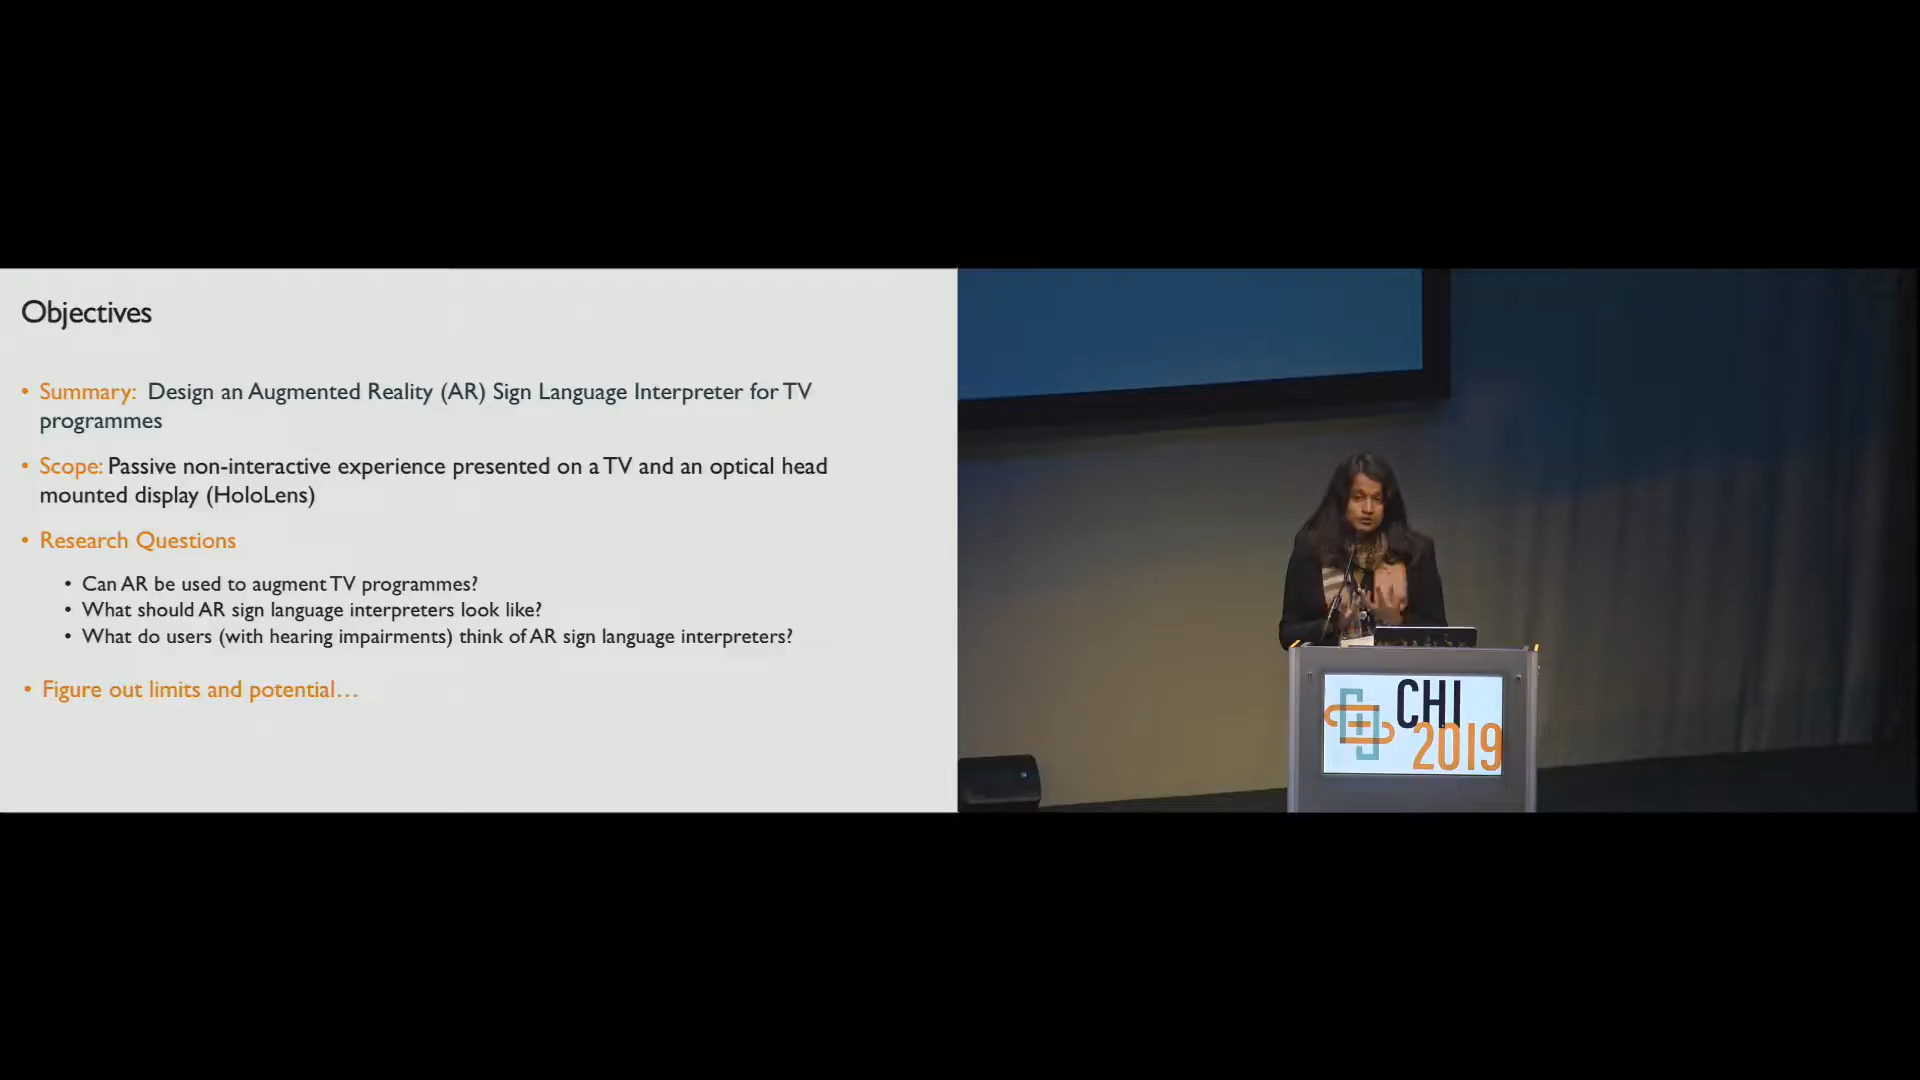 Objectives
• Summary: Design an Augmented Reality (AR) Sign Language Interpreter for TV
programmes
• Scope: Passive non-interactive experience presented on a TV and an optical head
mounted display (HoloLens)
• Research Questions
• Can AR be used to augment TV programmes?
• What should AR sign language interpreters look like?
• What do users (with hearing impairments) think of AR sign language interpreters?
• Figure out limits and potential…
CHI
2019